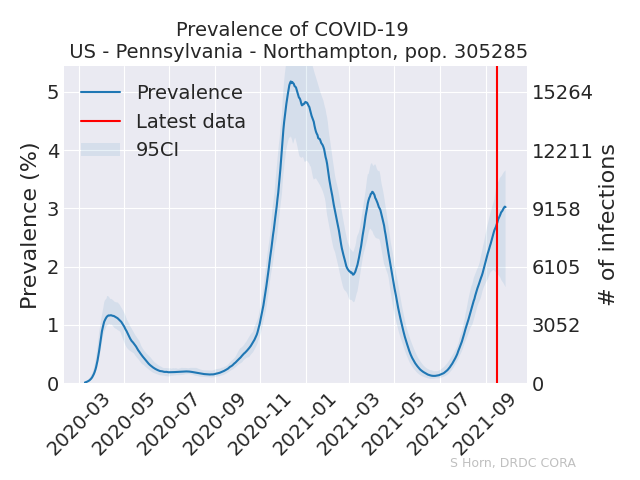 Prevalence of COVID-19
US - Pennsylvania - Northampton, pop. 305285
Prevalence
Latest data
95CI
Prevalence (%)
5
4
3
2
1
0
15264
12211
9158
6105
3052
0
# of infections
2020-03
2020-05
2020-07
2020-09
2020-11
2021-01
2021-03
2021-05
2021-07
2021-09
S Horn, DRDC CORA